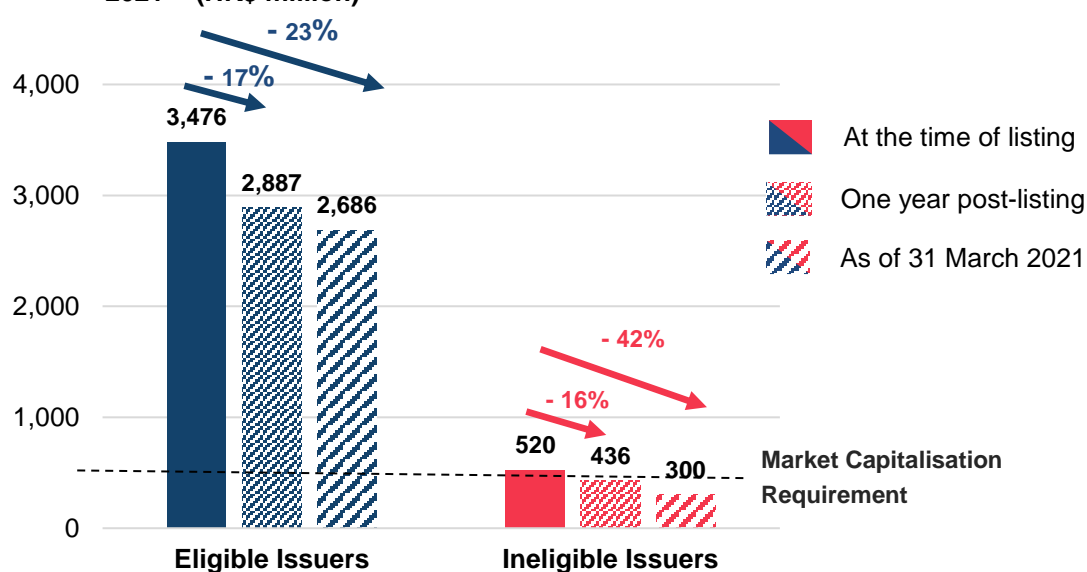 - 23%
- 17%
4,000
3,476
At the time of listing
3,000
2,887
2,686
One year post-listing
As of 31 March 2021
2,000
- 42%
1,000
- 16%
520
436
300
Market Capitalisation
Requirement
0
Eligible Issuers
Ineligible Issuers